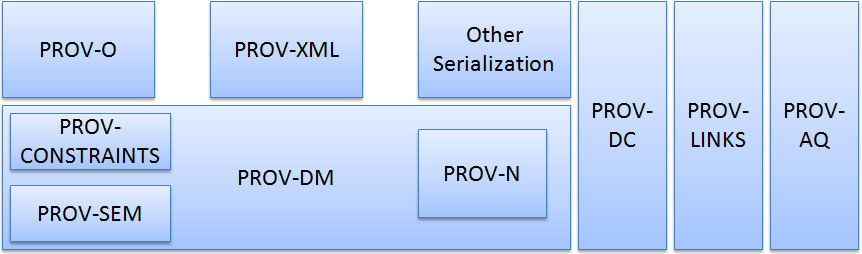 PROV-O
PROV-XML
Other
Serialization
PROV-
DC
PROV-
LINKS
PROV-
AQ
PROV-
CONSTRAINTS
PROV-DM
PROV-N
PROV-SEM